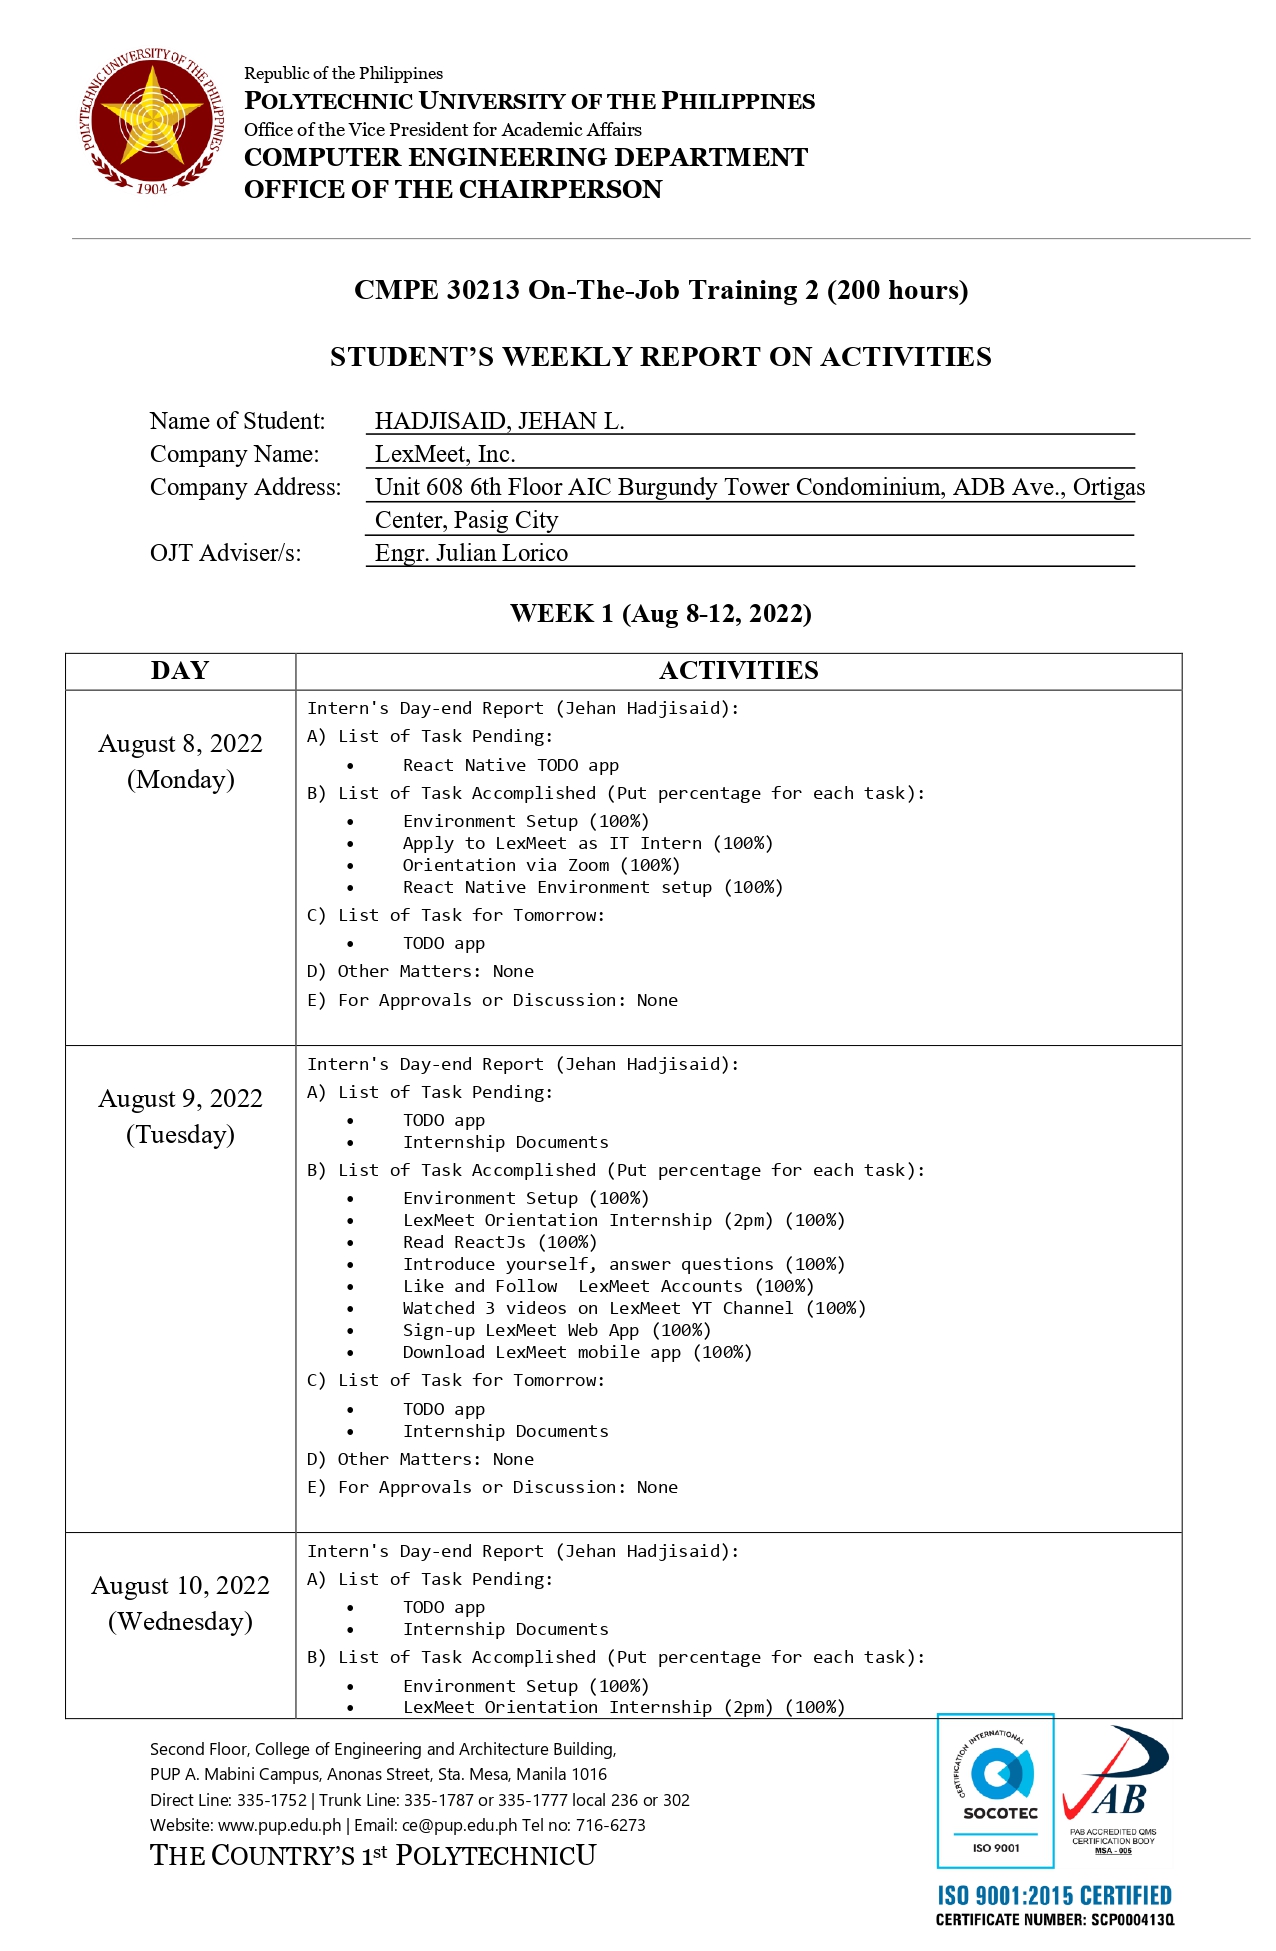 POLYTECHNIC UNIVERSITY OF THE PHILIPPINES
1904
Republic of the Philippines
POLYTECHNIC UNIVERSITY OF THE PHILIPPINES
Office of the Vice President for Academic Affairs
COMPUTER ENGINEERING DEPARTMENT
OFFICE OF THE CHAIRPERSON
CMPE 30213 On-The-Job Training 2 (200 hours)
STUDENT’S WEEKLY REPORT ON ACTIVITIES
Name of Student: HADJISAID, JEHAN L.
Company Name: LexMeet, Inc.
Company Address: Unit 608 6th Floor AIC Burgundy Tower Condominium, ADB Ave., Ortigas
Center, Pasig City
OJT Adviser/s: Engr. Julian Lorico
WEEK 1 (Aug 8-12, 2022)
DAY ACTIVITIES
August 8, 2022
(Monday)
Intern's Day-end Report (Jehan Hadjisaid):
A) List of Task Pending:
• React Native TODO app
B) List of Task Accomplished (Put percentage for each task):
• Environment Setup (100%)
• Apply to LexMeet as IT Intern (100%)
• Orientation via Zoom (100%)
• React Native Environment setup (100%)
C) List of Task for Tomorrow:
• TODO app
D) Other Matters: None
E) For Approvals or Discussion: None
August 9, 2022
(Tuesday)
Intern's Day-end Report (Jehan Hadjisaid):
A) List of Task Pending:
• TODO app
• Internship Documents
B) List of Task Accomplished (Put percentage for each task):
• Environment Setup (100%)
• LexMeet Orientation Internship (2pm) (100%)
• Read ReactJs (100%)
• Introduce yourself, answer questions (100%)
• Like and Follow  LexMeet Accounts (100%)
• Watched 3 videos on LexMeet YT Channel (100%)
• Sign-up LexMeet Web App (100%)
• Download LexMeet mobile app (100%)
C) List of Task for Tomorrow:
• TODO app
• Internship Documents
D) Other Matters: None
E) For Approvals or Discussion: None
August 10, 2022
(Wednesday)
Intern's Day-end Report (Jehan Hadjisaid):
A) List of Task Pending:
• TODO app
• Internship Documents
B) List of Task Accomplished (Put percentage for each task):
• Environment Setup (100%)
• LexMeet Orientation Internship (2pm) (100%)
Second Floor, College of Engineering and Architecture Building,
PUP A. Mabini Campus, Anonas Street, Sta. Mesa, Manila 1016
Direct Line: 335-1752 | Trunk Line: 335-1787 or 335-1777 local 236 or 302
Website: www.pup.edu.ph | Email: ce@pup.edu.ph Tel no: 716-6273
THE COUNTRY’S 1st POLYTECHNICU
CERTIFICATION INTERNATIONAL
SOCOTEC
ISO 9001
PAB
PAB ACCREDITED QMS
CERTIFICATION BODY
MSA - 005
ISO 9001:2015 CERTIFIED
CERTIFICATE NUMBER: SCP000413Q